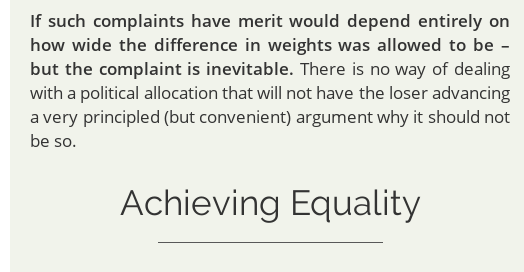 If such complaints have merit would depend entirely on
how wide the difference in weights was allowed to be –
but the complaint is inevitable. There is no way of dealing
with a political allocation that will not have the loser advancing
a very principled (but convenient) argument why it should not
be so.
Achieving Equality